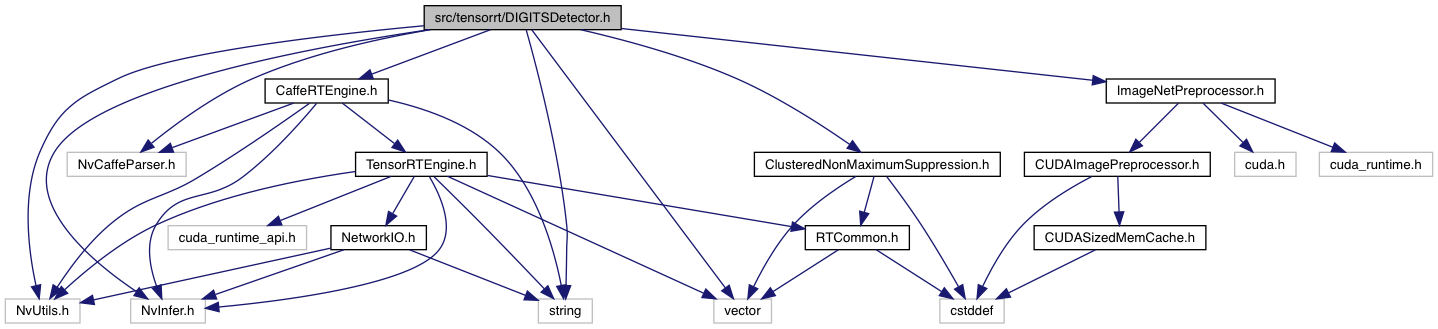 src/tensorrt/DIGITSDetector.h
CaffeRTEngine.h
ImageNetPreprocessor.h
NvCaffeParser.h
TensorRTEngine.h
ClusteredNonMaximumSuppression.h
CUDAImagePreprocessor.h
cuda.h
cuda_runtime.h
cuda_runtime_api.h
NetworkIO.h
RTCommon.h
CUDASizedMemCache.h
NvUtils.h
NvInfer.h
string
vector
cstddef